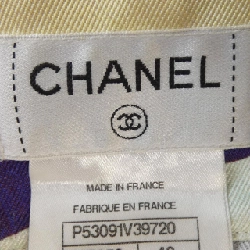 CHANEL
MADE IN FRANCE
FABRIQUE EN FRANCE
P53091V39720